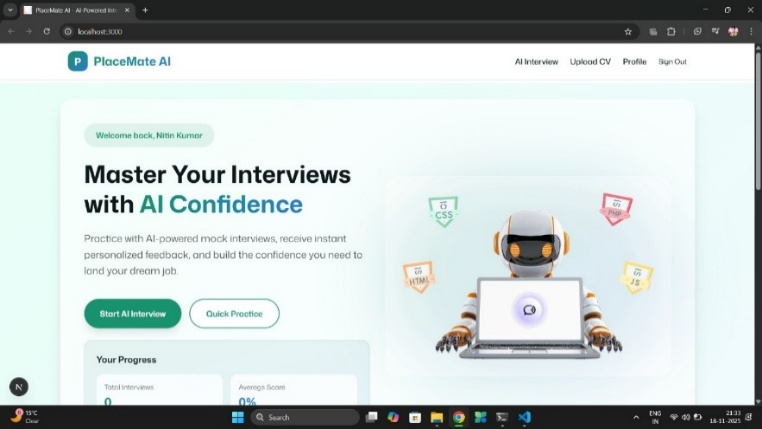 PlaceMate AI - AI-Powered Int
localhost:3000
P PlaceMate AI
AI Interview Upload CV Profile Sign Out
Welcome back, Nitin Kumar
Master Your Interviews
with AI Confidence
Practice with AI-powered mock interviews, receive instant
personalized feedback, and build the confidence you need to
land your dream job.
Start AI Interview Quick Practice
CSS
PHP
HTML
JS
Your Progress
Total Interviews Average Score
0 0%
N
15°C
Clear
Search
ENG
IN
21:33
18-11-2025